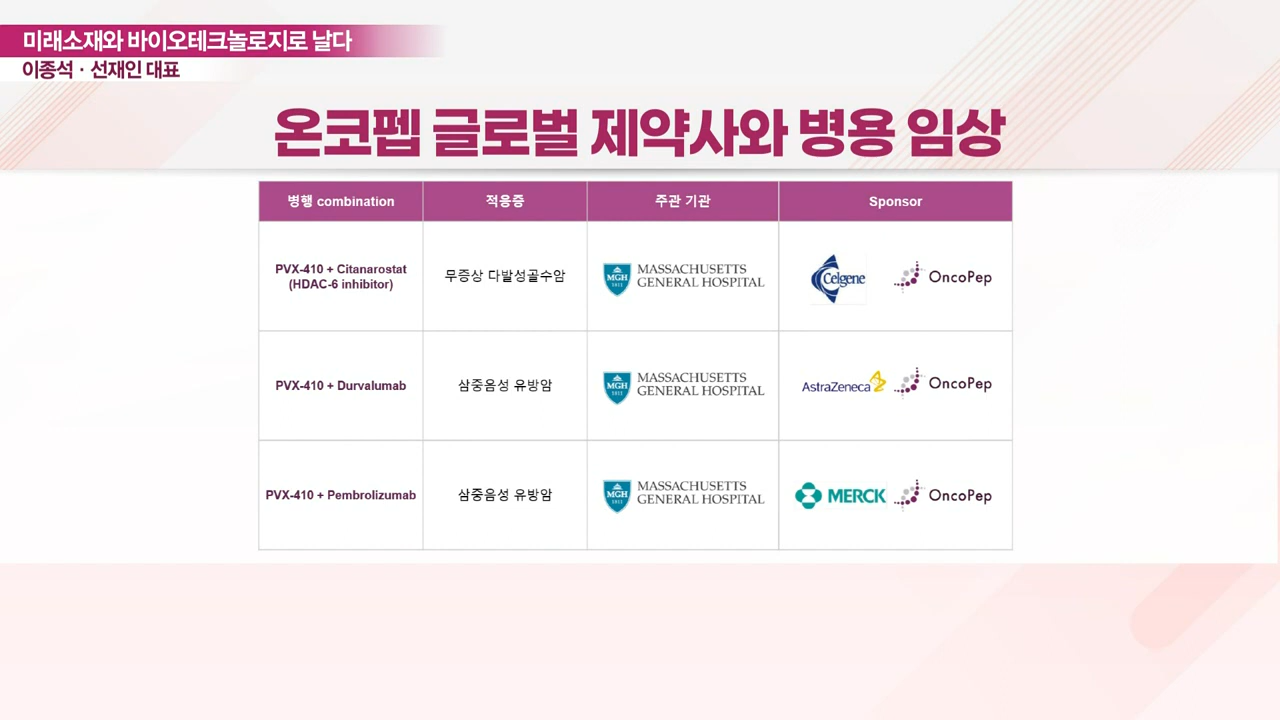 미래소재와 바이오테크놀로지로 날다
이종석 · 선재인 대표
온코펩 글로벌 제약사와 병용 임상
병행 combination 적응증 주관 기관 Sponsor
PVX-410 + Citanarostat
(HDAC-6 inhibitor)
무증상 다발성골수암
MGH
1811
MASSACHUSETTS
GENERAL HOSPITAL
Celgene
OncoPep
PVX-410 + Durvalumab
삼중음성 유방암
MGH
1811
MASSACHUSETTS
GENERAL HOSPITAL
AstraZeneca
OncoPep
PVX-410 + Pembrolizumab
삼중음성 유방암
MGH
1811
MASSACHUSETTS
GENERAL HOSPITAL
MERCK
OncoPep